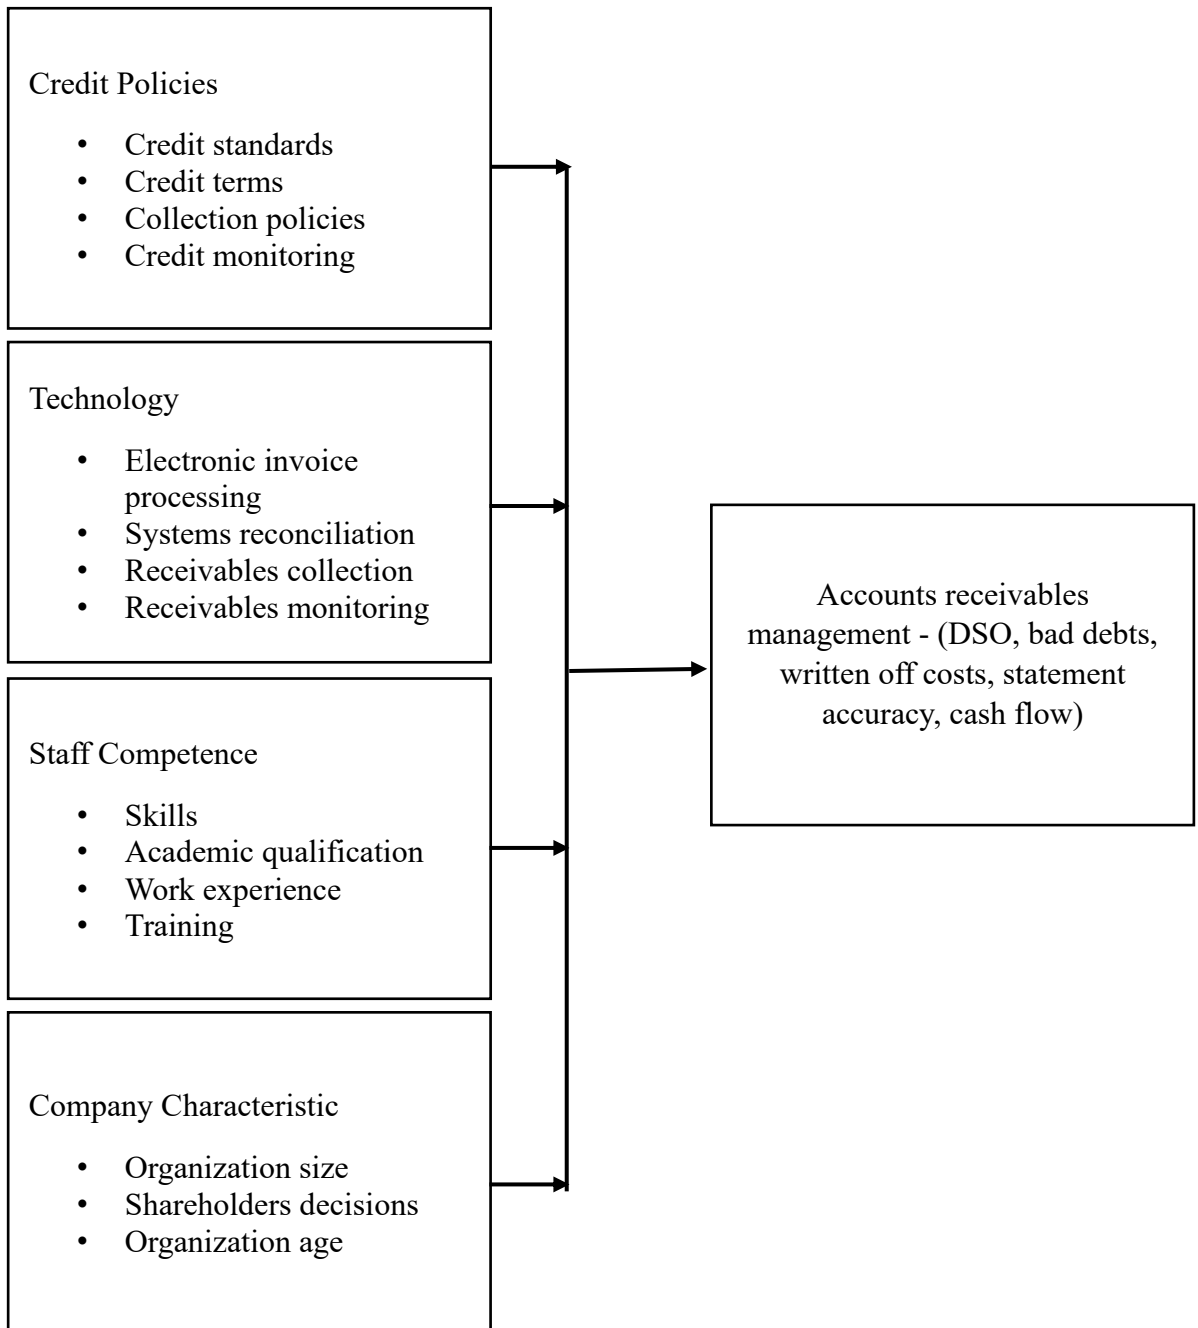 Credit Policies
• Credit standards
• Credit terms
• Collection policies
• Credit monitoring
Technology
• Electronic invoice
processing
• Systems reconciliation
• Receivables collection
• Receivables monitoring
Staff Competence
• Skills
• Academic qualification
• Work experience
• Training
Company Characteristic
• Organization size
• Shareholders decisions
• Organization age
Accounts receivables
management - (DSO, bad debts,
written off costs, statement
accuracy, cash flow)